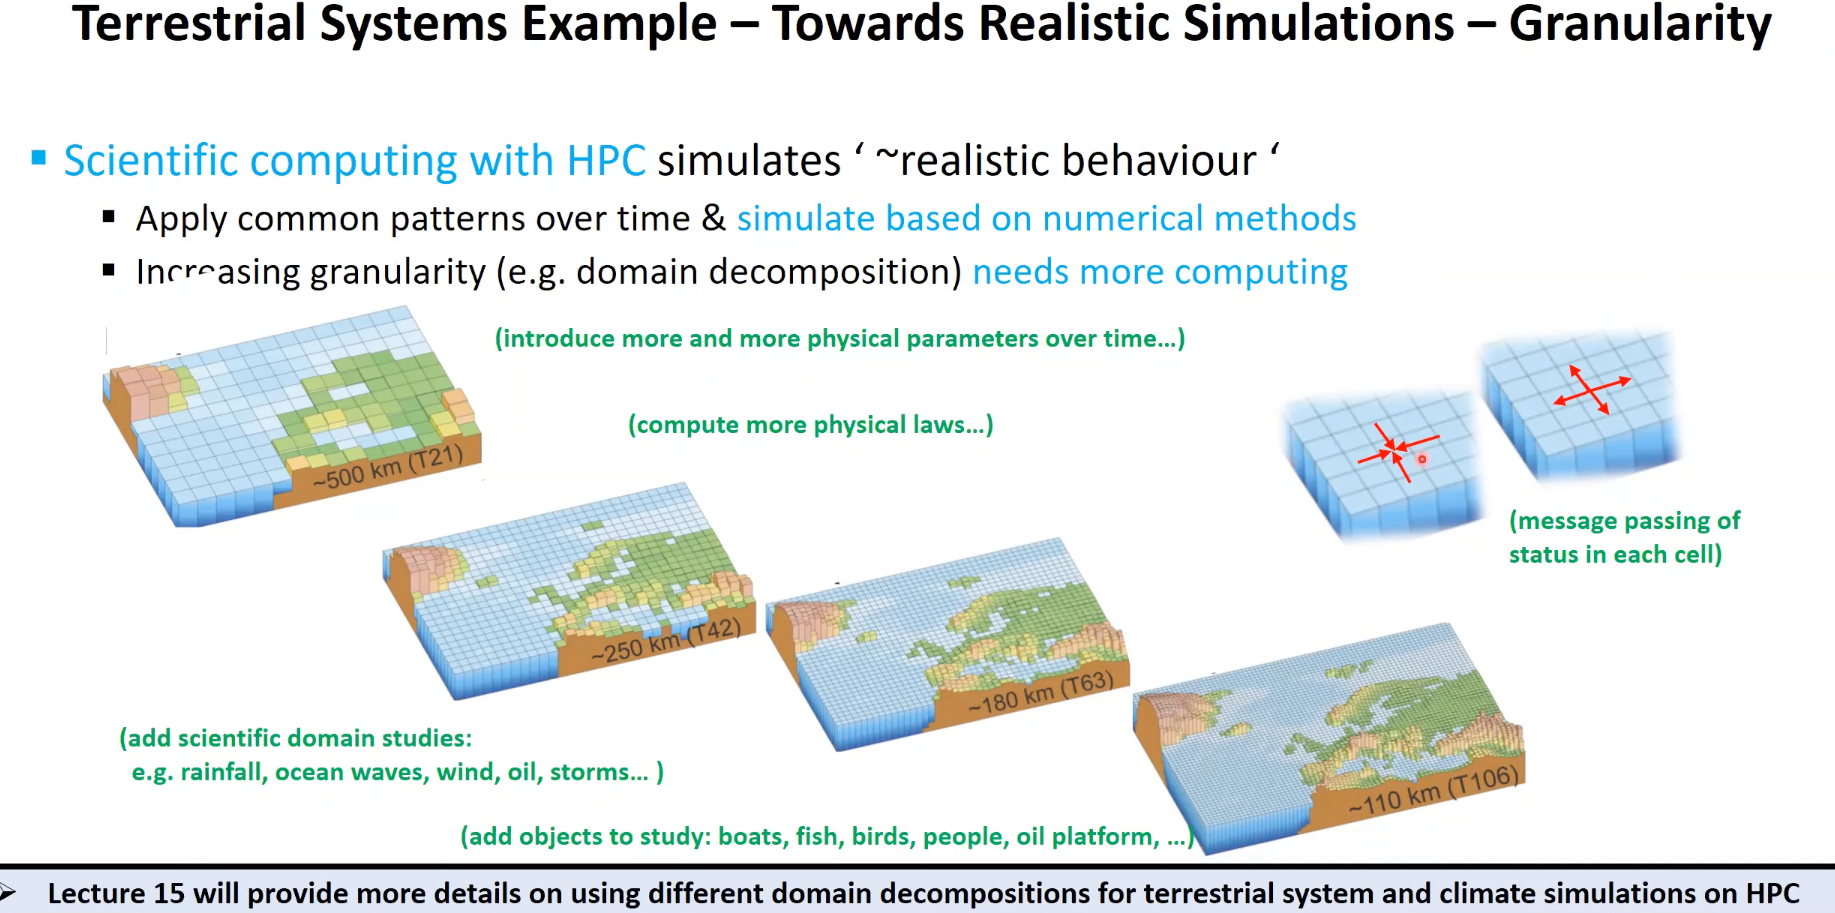 Terrestrial Systems Example – Towards Realistic Simulations – Granularity
Scientific computing with HPC simulates ‘ ~realistic behaviour ‘
Apply common patterns over time & simulate based on numerical methods
Increasing granularity (e.g. domain decomposition) needs more computing
(introduce more and more physical parameters over time…)
(compute more physical laws…)
~500 km (T21)
(message passing of
status in each cell)
~250 km (T42)
~180 km (T63)
(add scientific domain studies:
e.g. rainfall, ocean waves, wind, oil, storms… )
~110 km (T106)
(add objects to study: boats, fish, birds, people, oil platform, …)
Lecture 15 will provide more details on using different domain decompositions for terrestrial system and climate simulations on HPC